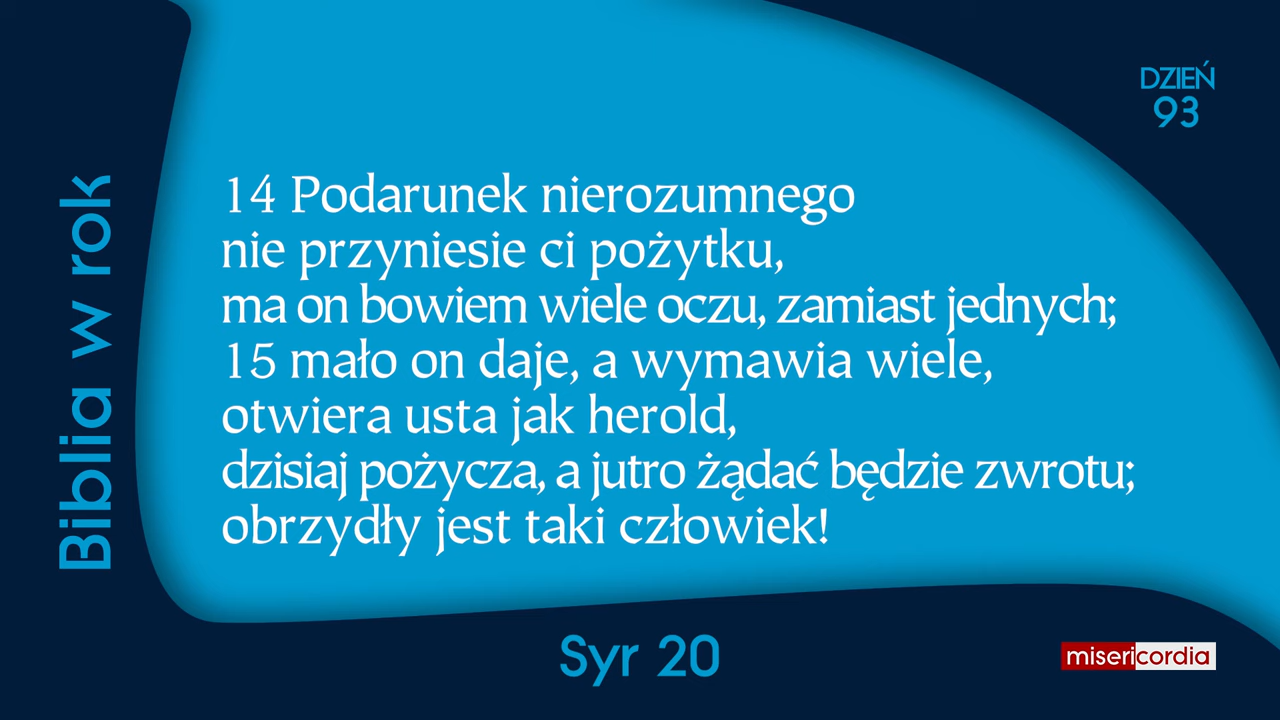 DZIEŃ
93
Biblia w rok
14 Podarunek nierozumnego
nie przyniesie ci pożytku,
ma on bowiem wiele oczu, zamiast jednych;
15 mało on daje, a wymawia wiele,
otwiera usta jak herold,
dzisiaj pożycza, a jutro żądać będzie zwrotu;
obrzydły jest taki człowiek!
Syr 20
misericordia